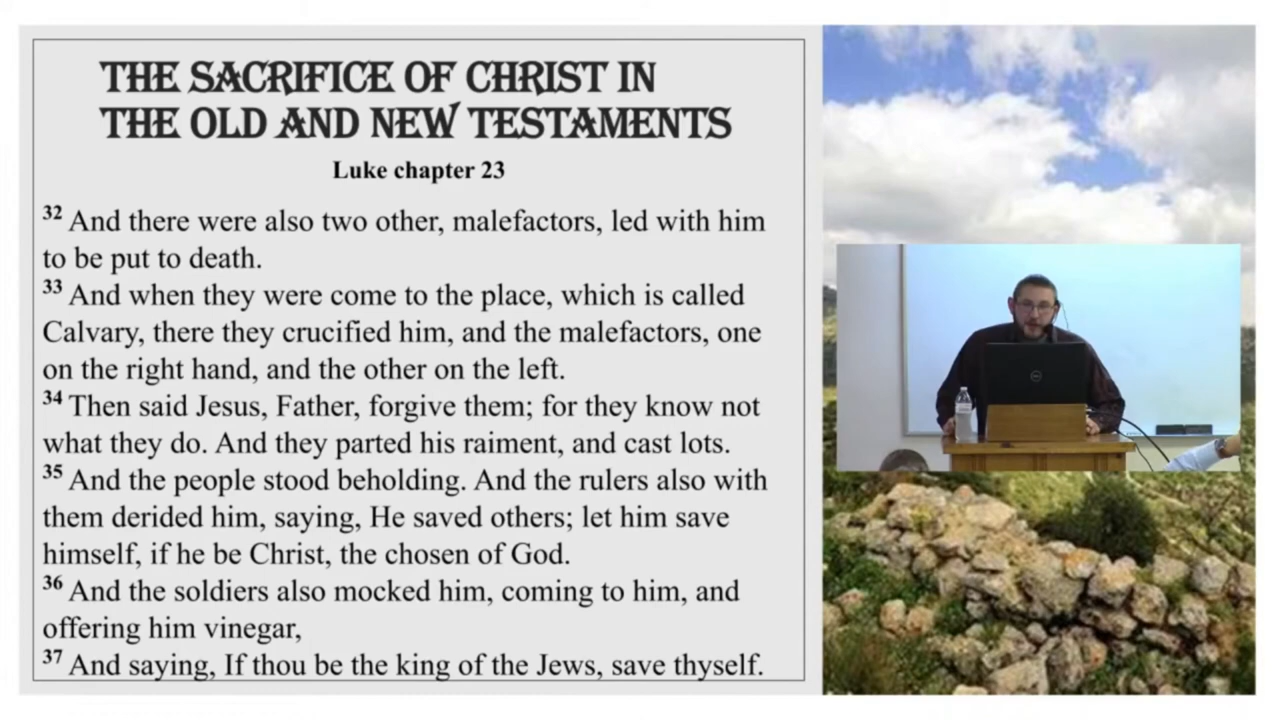 THE SACRIFICE OF CHRIST IN
THE OLD AND NEW TESTAMENTS
Luke chapter 23
32 And there were also two other, malefactors, led with him
to be put to death.
33 And when they were come to the place, which is called
Calvary, there they crucified him, and the malefactors, one
on the right hand, and the other on the left.
34 Then said Jesus, Father, forgive them; for they know not
what they do. And they parted his raiment, and cast lots.
35 And the people stood beholding. And the rulers also with
them derided him, saying, He saved others; let him save
himself, if he be Christ, the chosen of God.
36 And the soldiers also mocked him, coming to him, and
offering him vinegar,
37 And saying, If thou be the king of the Jews, save thyself.